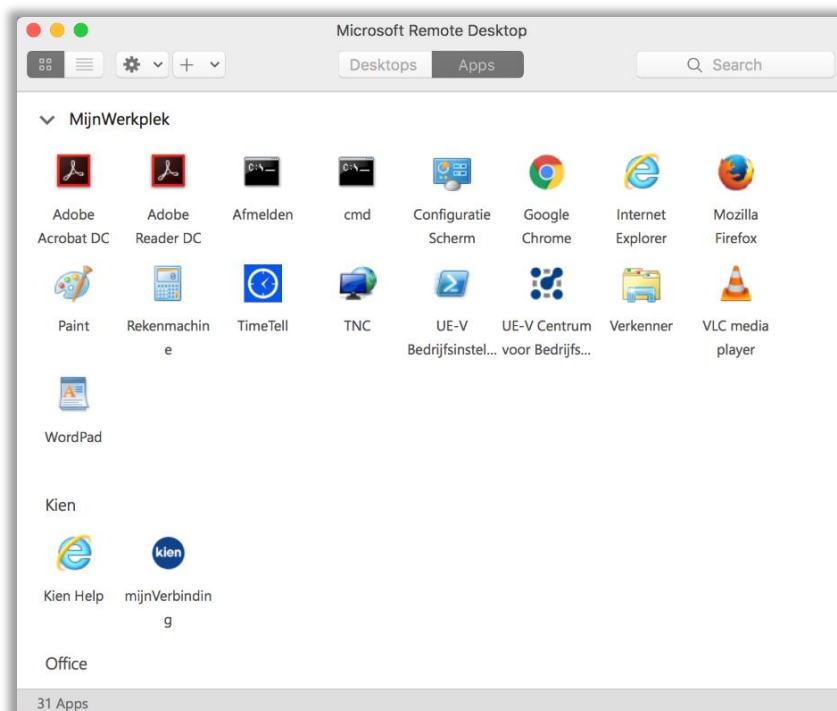 Microsoft Remote Desktop
Desktops Apps Search
MijnWerkplek
Adobe Adobe Afmelden cmd Configuratie Google Internet Mozilla
Acrobat DC Reader DC Scherm Chrome Explorer Firefox
Paint Rekenmachin TimeTell TNC UE-V UE-V Centrum Verkenner VLC media
e Bedrijfsinstel... voor Bedrijfs... player
WordPad
Kien
kien
Kien Help mijnVerbindin
g
Office
31 Apps